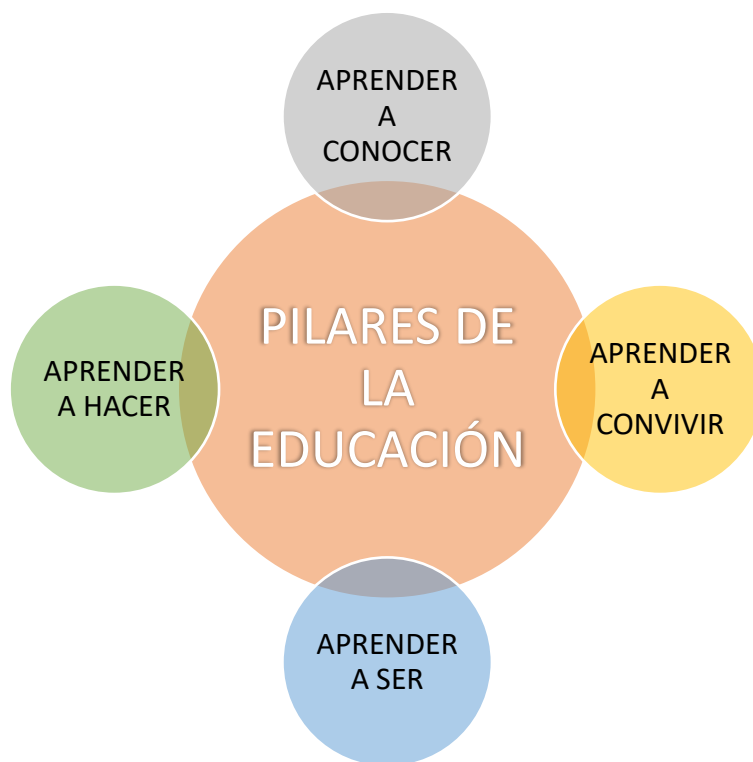 APRENDER
A
CONOCER
PILARES DE
LA
EDUCACIÓN
APRENDER
A HACER
APRENDER
A
CONVIVIR
APRENDER
A SER